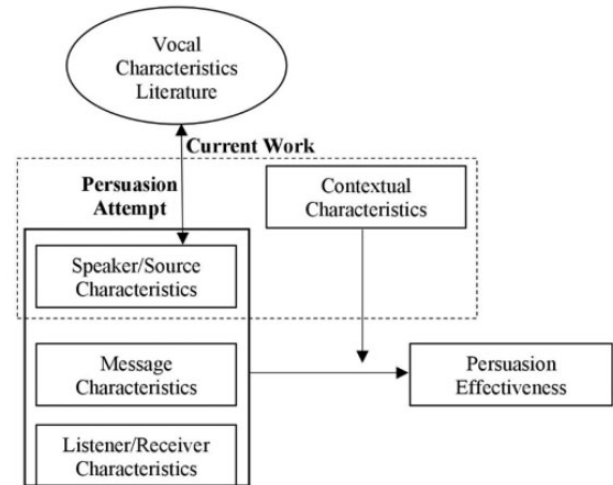 Vocal
Characteristics
Literature
Current Work
Persuasion
Attempt
Contextual
Characteristics
Speaker/Source
Characteristics
Message
Characteristics
Persuasion
Effectiveness
Listener/Receiver
Characteristics